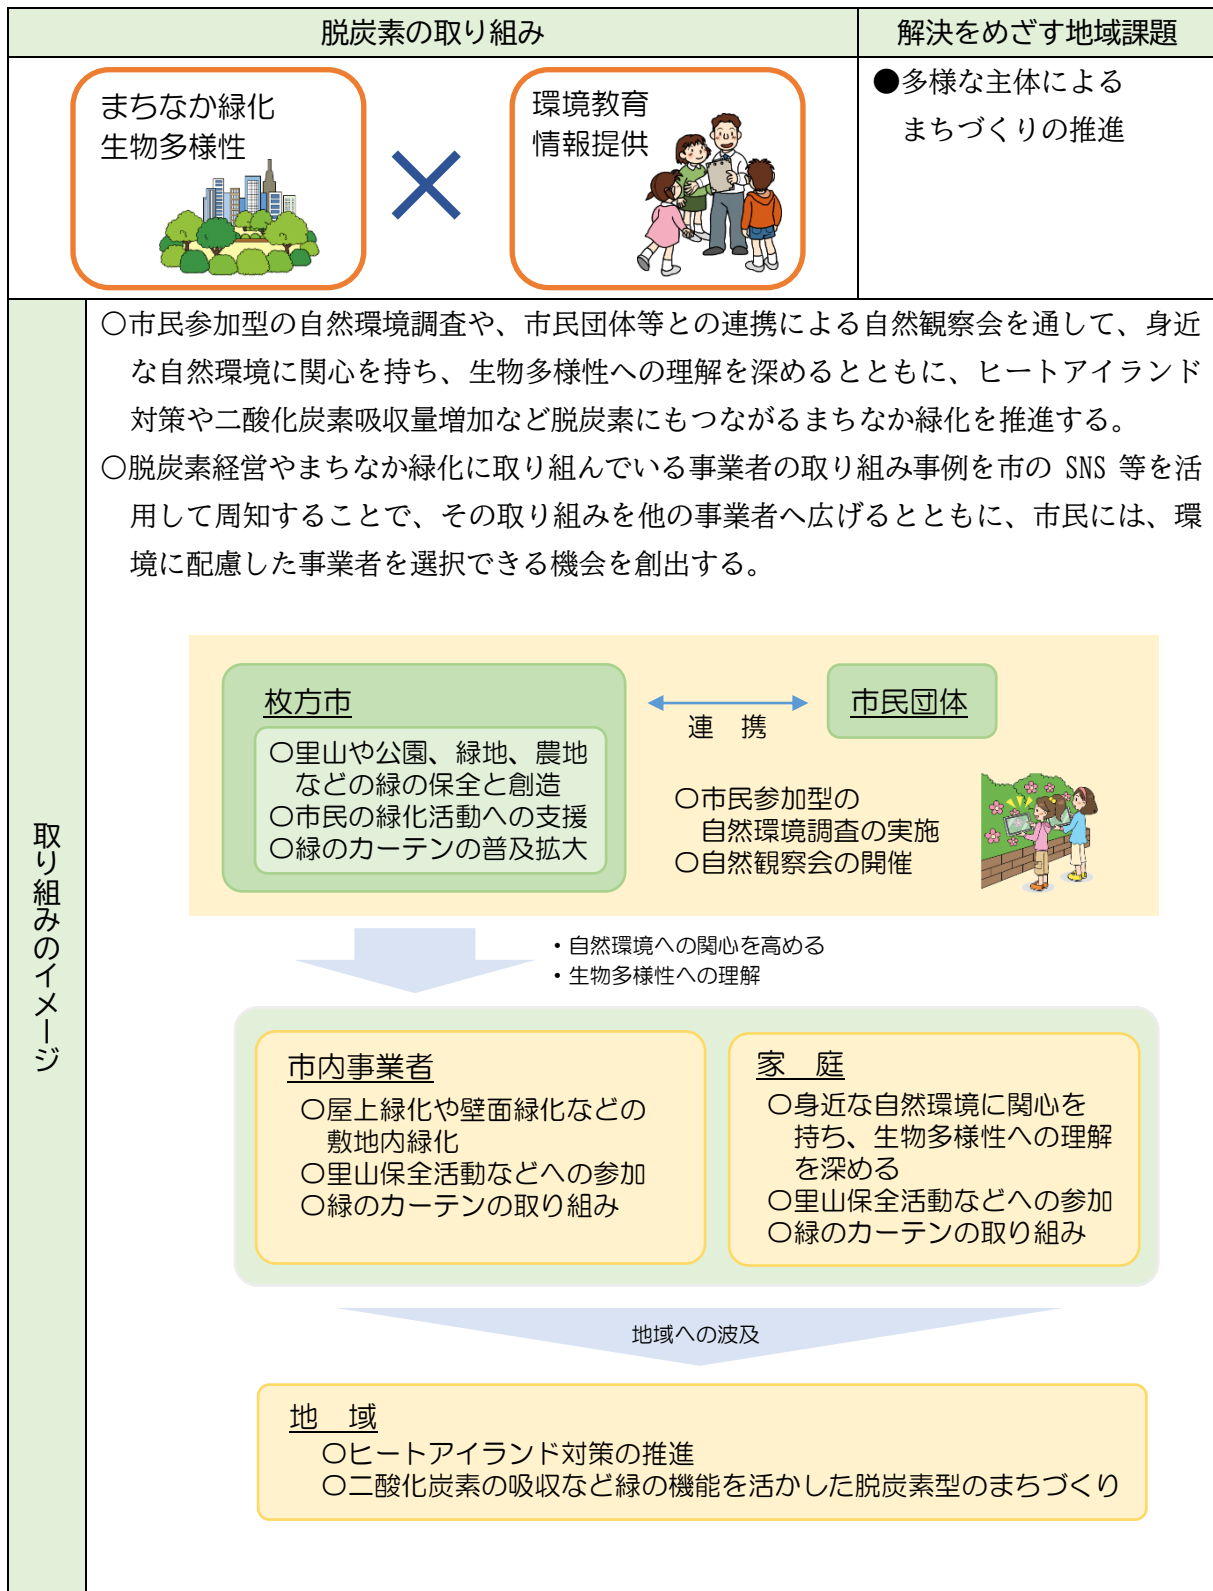 脱炭素の取り組み
解決をめざす地域課題
まちなか緑化
生物多様性
×
環境教育
情報提供
●多様な主体による
まちづくりの推進
取り組みのイメージ
〇市民参加型の自然環境調査や、市民団体等との連携による自然観察会を通して、身近
な自然環境に関心を持ち、生物多様性への理解を深めるとともに、ヒートアイランド
対策や二酸化炭素吸収量増加など脱炭素にもつながるまちなか緑化を推進する。
〇脱炭素経営やまちなか緑化に取り組んでいる事業者の取り組み事例を市の SNS 等を活
用して周知することで、その取り組みを他の事業者へ広げるとともに、市民には、環
境に配慮した事業者を選択できる機会を創出する。
枚方市
〇里山や公園、緑地、農地
などの緑の保全と創造
〇市民の緑化活動への支援
〇緑のカーテンの普及拡大
連 携
市民団体
〇市民参加型の
自然環境調査の実施
〇自然観察会の開催
・自然環境への関心を高める
・生物多様性への理解
市内事業者
〇屋上緑化や壁面緑化などの
敷地内緑化
〇里山保全活動などへの参加
〇緑のカーテンの取り組み
家 庭
〇身近な自然環境に関心を
持ち、生物多様性への理解
を深める
〇里山保全活動などへの参加
〇緑のカーテンの取り組み
地域への波及
地 域
〇ヒートアイランド対策の推進
〇二酸化炭素の吸収など緑の機能を活かした脱炭素型のまちづくり